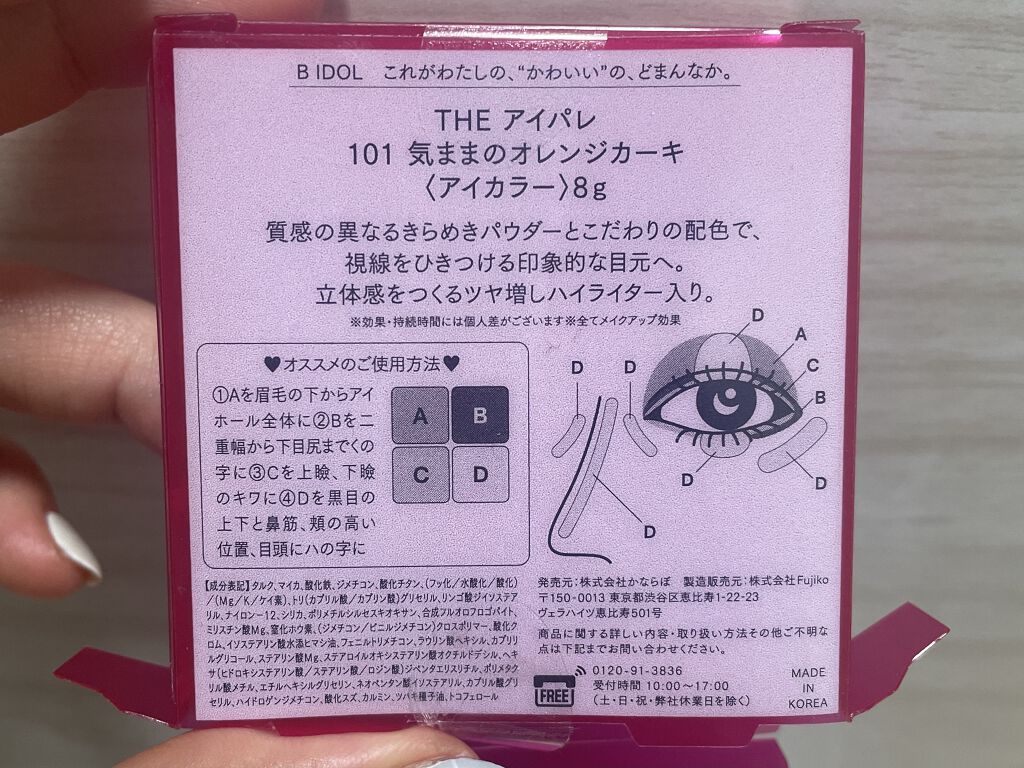 B IDOL これがわたしの、“かわいい”の、どまんなか。
THE アイパレ
101 気ままのオレンジカーキ
〈アイカラー〉8g
質感の異なるきらめきパウダーとこだわりの配色で、
視線をひきつける印象的な目元へ。
立体感をつくるツヤ増しハイライター入り。
※効果・持続時間には個人差がございます※全てメイクアップ効果
♥オススメのご使用方法♥
①Aを眉毛の下からアイ
ホール全体に②Bを二
重幅から下目尻までくの
字に③Cを上瞼、下瞼
のキワに④Dを黒目の
上下と鼻筋、頬の高い
位置、目頭にハの字に
A B
C D
D
A
C
B
D
D
D
D
D
【成分表記】タルク、マイカ、酸化鉄、ジメチコン、酸化チタン、(フッ化/水酸化/酸化)
/(Mg/K/ケイ素)、トリ(カプリル酸/カプリン酸)グリセリル、リンゴ酸ジイソステア
リル、ナイロン-12、シリカ、ポリメチルシルセスキオキサン、合成フルオロフロゴパイト、
ミリスチン酸Mg、窒化ホウ素、(ジメチコン/ビニルジメチコン)クロスポリマー、酸化ク
ロム、イソステアリン酸水添ヒマシ油、フェニルトリメチコン、ラウリン酸ヘキシル、カプリリ
ルグリコール、ステアリン酸Mg、ステアロイルオキシステアリン酸オクチルドデシル、ヘキ
サ(ヒドロキシステアリン酸/ステアリン酸/ロジン酸)ジペンタエリスリチル、ポリメタク
リル酸メチル、エチルヘキシルグリセリン、ネオペンタン酸イソステアリル、カプリル酸グリ
セリル、ハイドロゲンジメチコン、酸化スズ、カルミン、ツバキ種子油、トコフェロール
発売元：株式会社かならぼ 製造販売元：株式会社Fujiko
〒150-0013 東京都渋谷区恵比寿1-22-23
ヴェラハイツ恵比寿501号
商品に関する詳しい内容・取り扱い方法その他ご不明な
点は下記までお問い合わせください。
FREE
0120-91-3836
受付時間 10:00〜17:00
(土・日・祝・弊社休業日を除く)
MADE
IN
KOREA